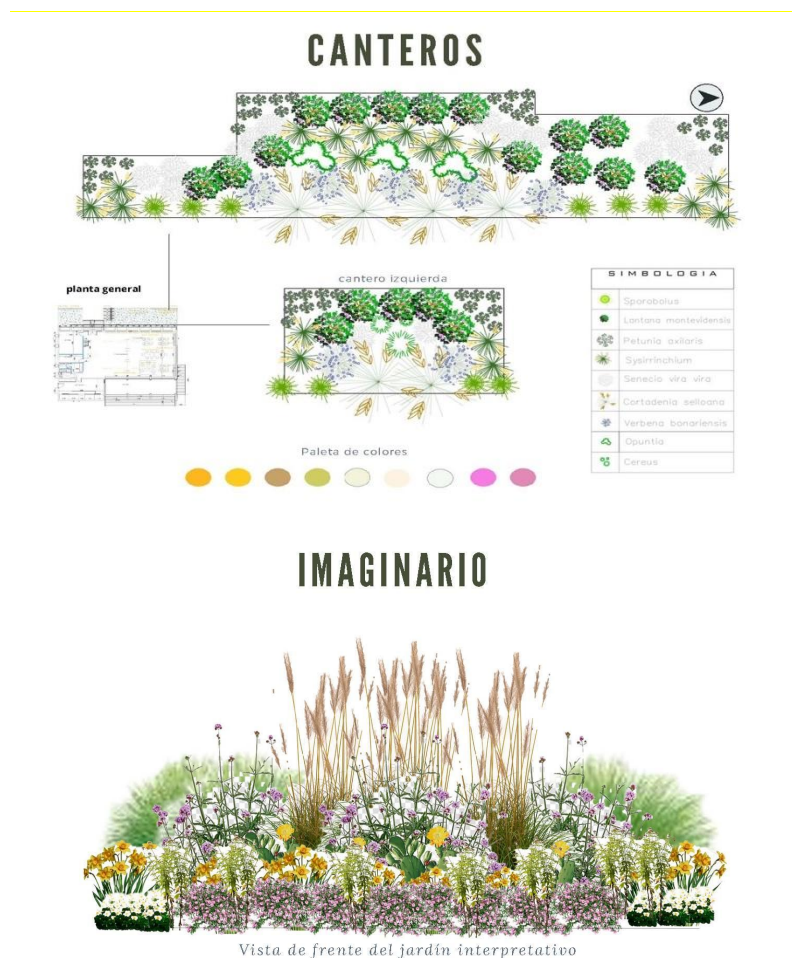 CANTEROS
planta general
cantero izquierda
SIMBOLOGIA
Sporobolus
Lantana montevidensis
Petunia axilaris
Sysirrinchium
Senecio vira vira
Cortadenia selloana
Verbena bonariensis
Opuntia
Cereus
Paleta de colores
IMAGINARIO
Vista de frente del jardín interpretativo